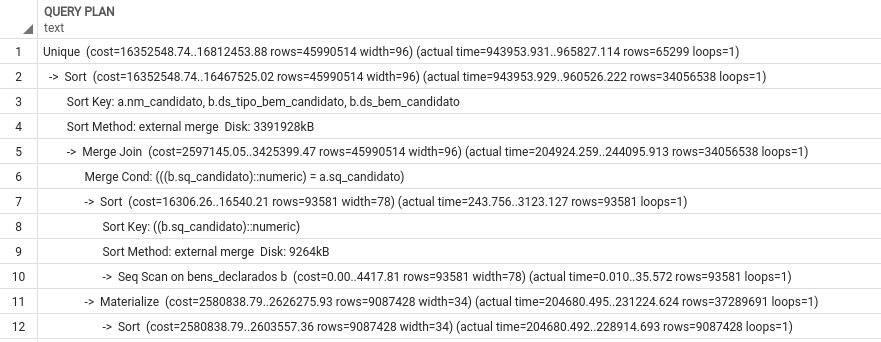 QUERY PLAN
text
1 Unique (cost=16352548.74..16812453.88 rows=45990514 width=96) (actual time=943953.931..965827.114 rows=65299 loops=1)
2 -> Sort (cost=16352548.74..16467525.02 rows=45990514 width=96) (actual time=943953.929..960526.222 rows=34056538 loops=1)
3 Sort Key: a.nm_candidato, b.ds_tipo_bem_candidato, b.ds_bem_candidato
4 Sort Method: external merge Disk: 3391928kB
5 -> Merge Join (cost=2597145.05..3425399.47 rows=45990514 width=96) (actual time=204924.259..244095.913 rows=34056538 loops=1)
6 Merge Cond: (((b.sq_candidato)::numeric) = a.sq_candidato)
7 -> Sort (cost=16306.26..16540.21 rows=93581 width=78) (actual time=243.756..3123.127 rows=93581 loops=1)
8 Sort Key: ((b.sq_candidato)::numeric)
9 Sort Method: external merge Disk: 9264kB
10 -> Seq Scan on bens_declarados b (cost=0.00..4417.81 rows=93581 width=78) (actual time=0.010..35.572 rows=93581 loops=1)
11 -> Materialize (cost=2580838.79..2626275.93 rows=9087428 width=34) (actual time=204680.495..231224.624 rows=37289691 loops=1)
12 -> Sort (cost=2580838.79..2603557.36 rows=9087428 width=34) (actual time=204680.492..228914.693 rows=9087428 loops=1)